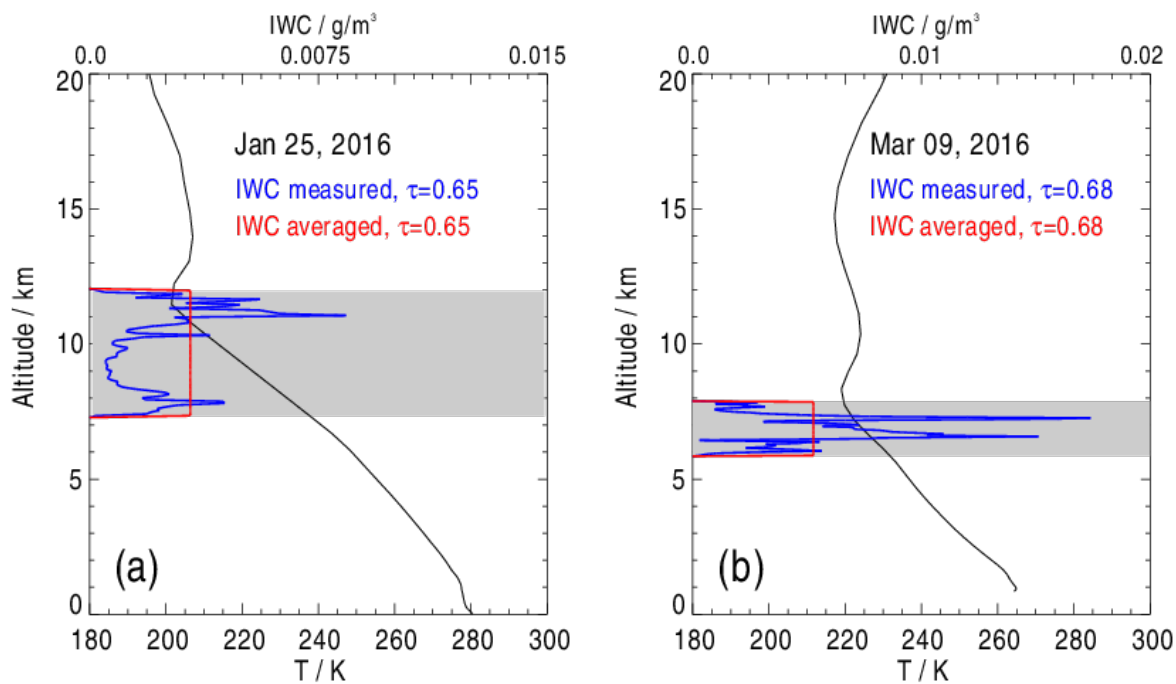 IWC / g/m³
0.0 0.0075 0.015
20
15
10
5
0
Altitude / km
Jan 25, 2016
IWC measured, τ=0.65
IWC averaged, τ=0.65
(a)
180 200 220 240 260 280 300
T / K
IWC / g/m³
0.0 0.01 0.02
20
15
10
5
0
Altitude / km
Mar 09, 2016
IWC measured, τ=0.68
IWC averaged, τ=0.68
(b)
180 200 220 240 260 280 300
T / K